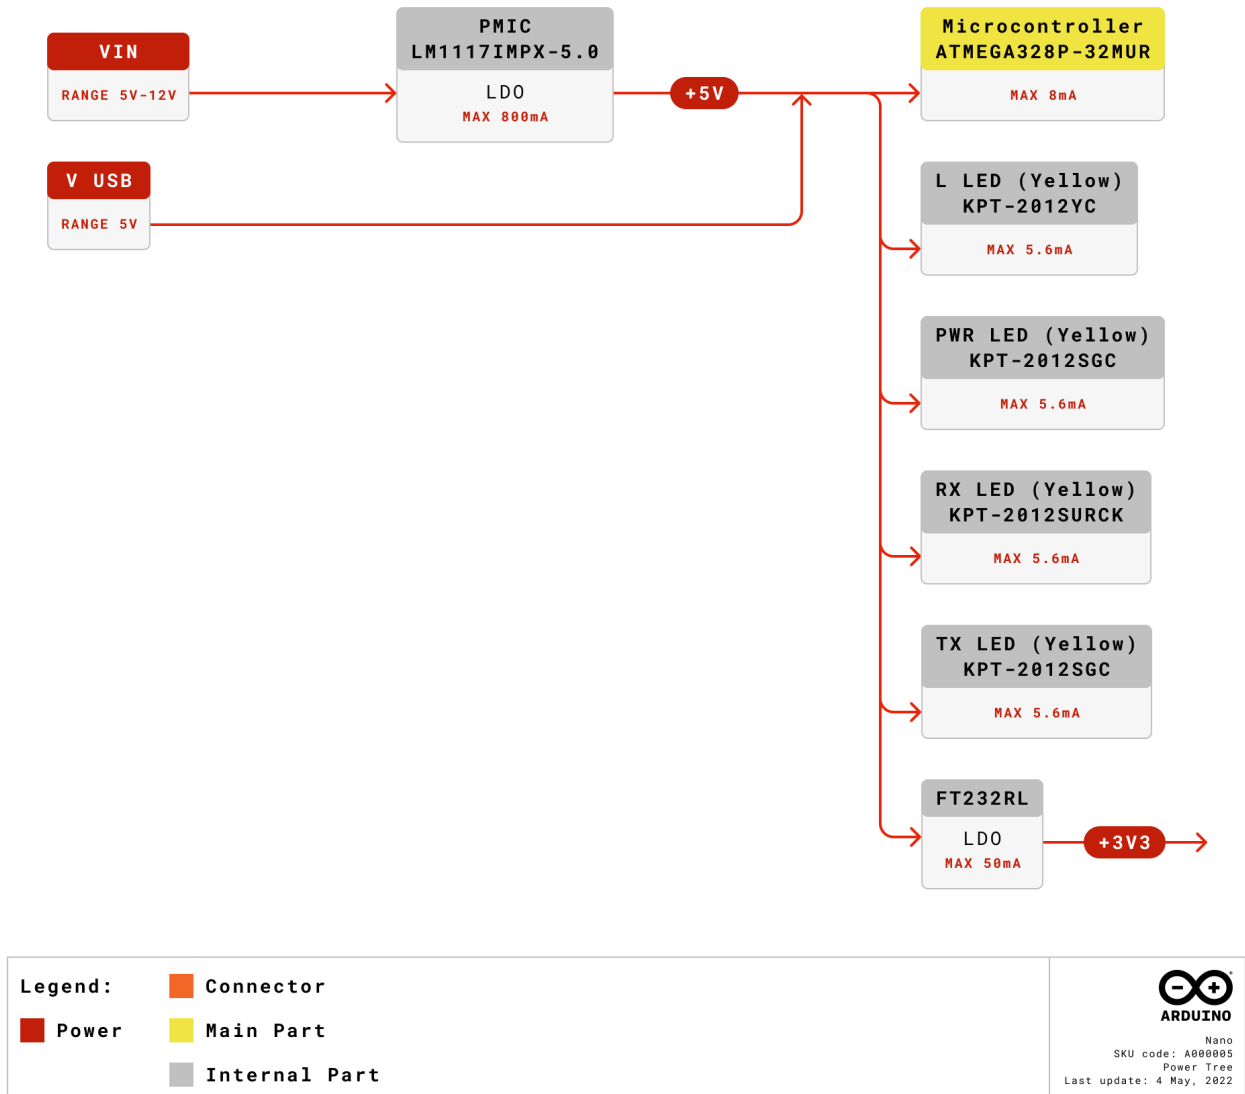 VIN
RANGE 5V-12V
V USB
RANGE 5V
PMIC
LM1117IMPX-5.0
LDO
MAX 800mA
+5V
Microcontroller
ATMEGA328P-32MUR
MAX 8mA
L LED (Yellow)
KPT-2012YC
MAX 5.6mA
PWR LED (Yellow)
KPT-2012SGC
MAX 5.6mA
RX LED (Yellow)
KPT-2012SURCK
MAX 5.6mA
TX LED (Yellow)
KPT-2012SGC
MAX 5.6mA
FT232RL
LDO
MAX 50mA
+3V3
Legend:
Power
Connector
Main Part
Internal Part
ARDUINO
Nano
SKU code: A000005
Power Tree
Last update: 4 May, 2022